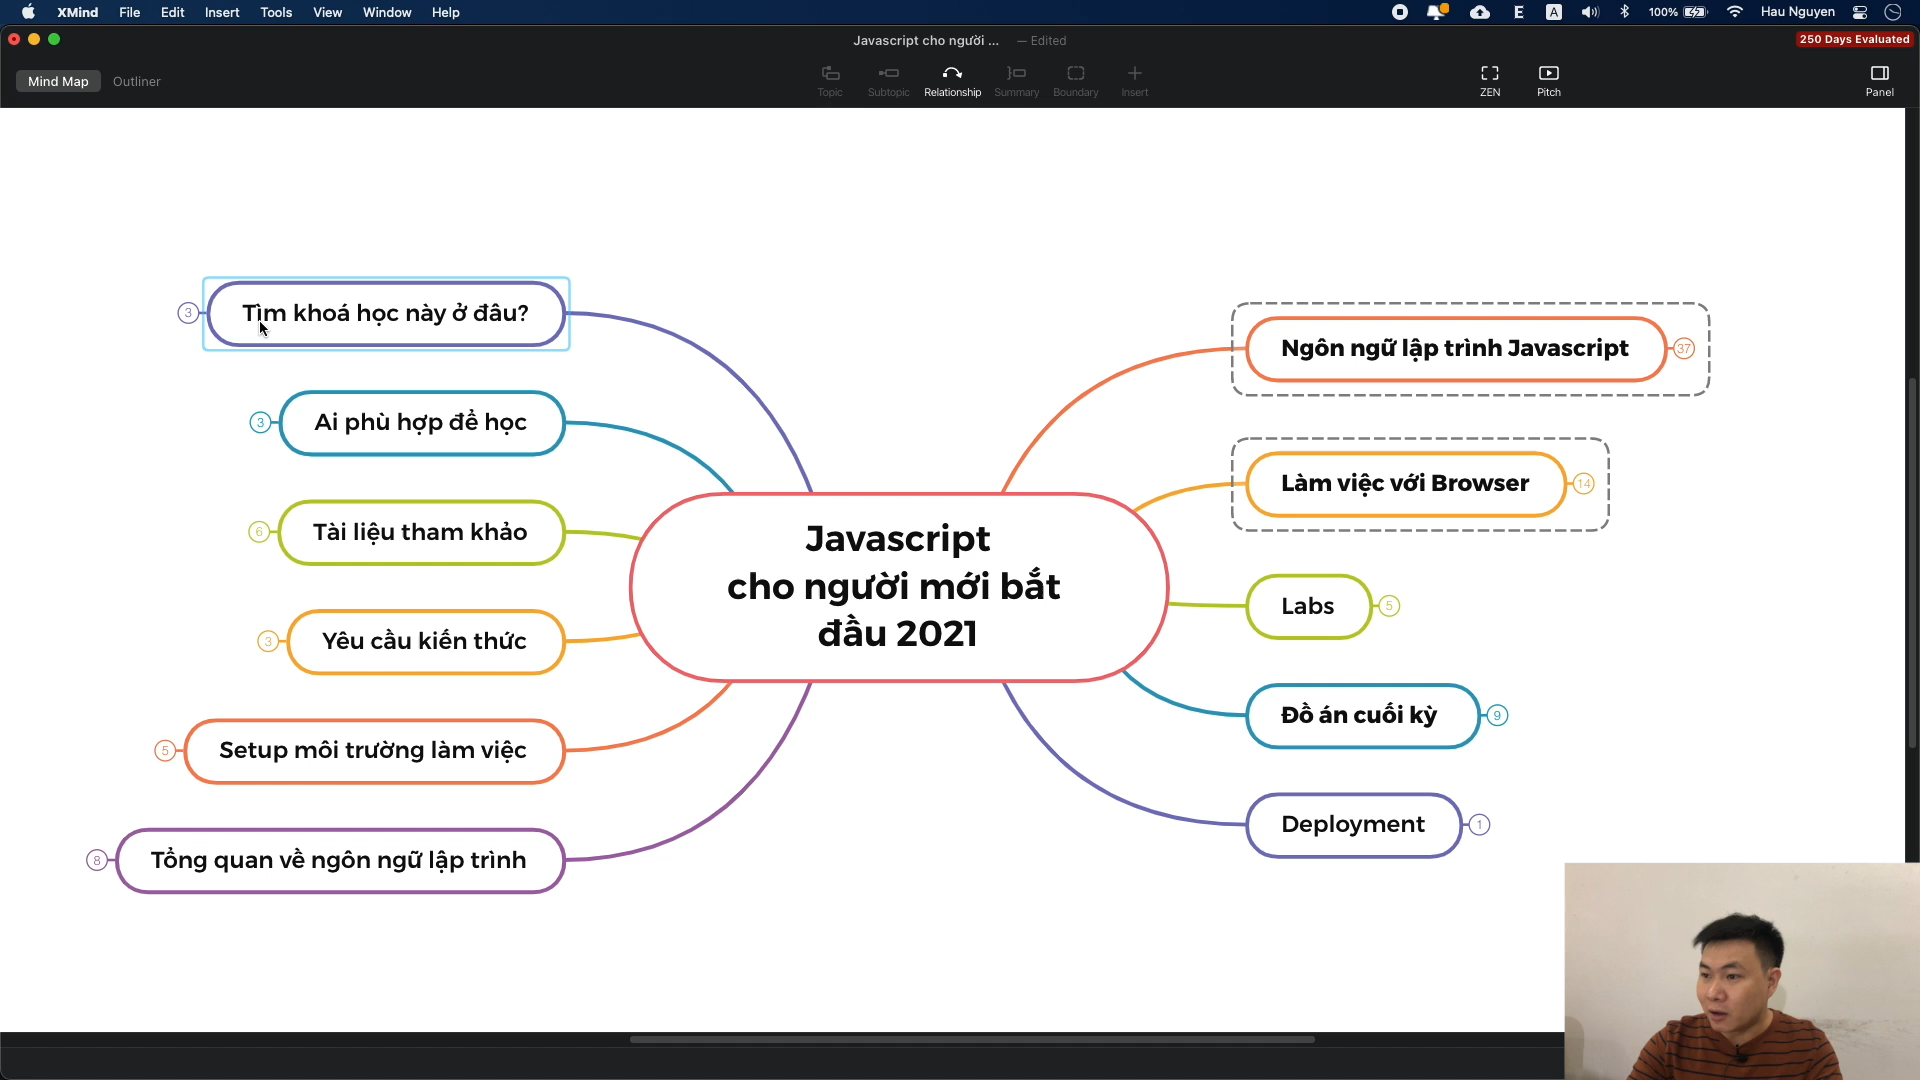 XMind File Edit Insert Tools View Window Help
E A 100% Hau Nguyen
Javascript cho người ... — Edited
250 Days Evaluated
Mind Map Outliner
Topic Subtopic Relationship Summary Boundary Insert
ZEN Pitch
Panel
3 Tìm khoá học này ở đâu?
3 Ai phù hợp để học
6 Tài liệu tham khảo
3 Yêu cầu kiến thức
5 Setup môi trường làm việc
8 Tổng quan về ngôn ngữ lập trình
Javascript
cho người mới bắt
đầu 2021
Ngôn ngữ lập trình Javascript 37
Làm việc với Browser 14
Labs 5
Đồ án cuối kỳ 9
Deployment 1